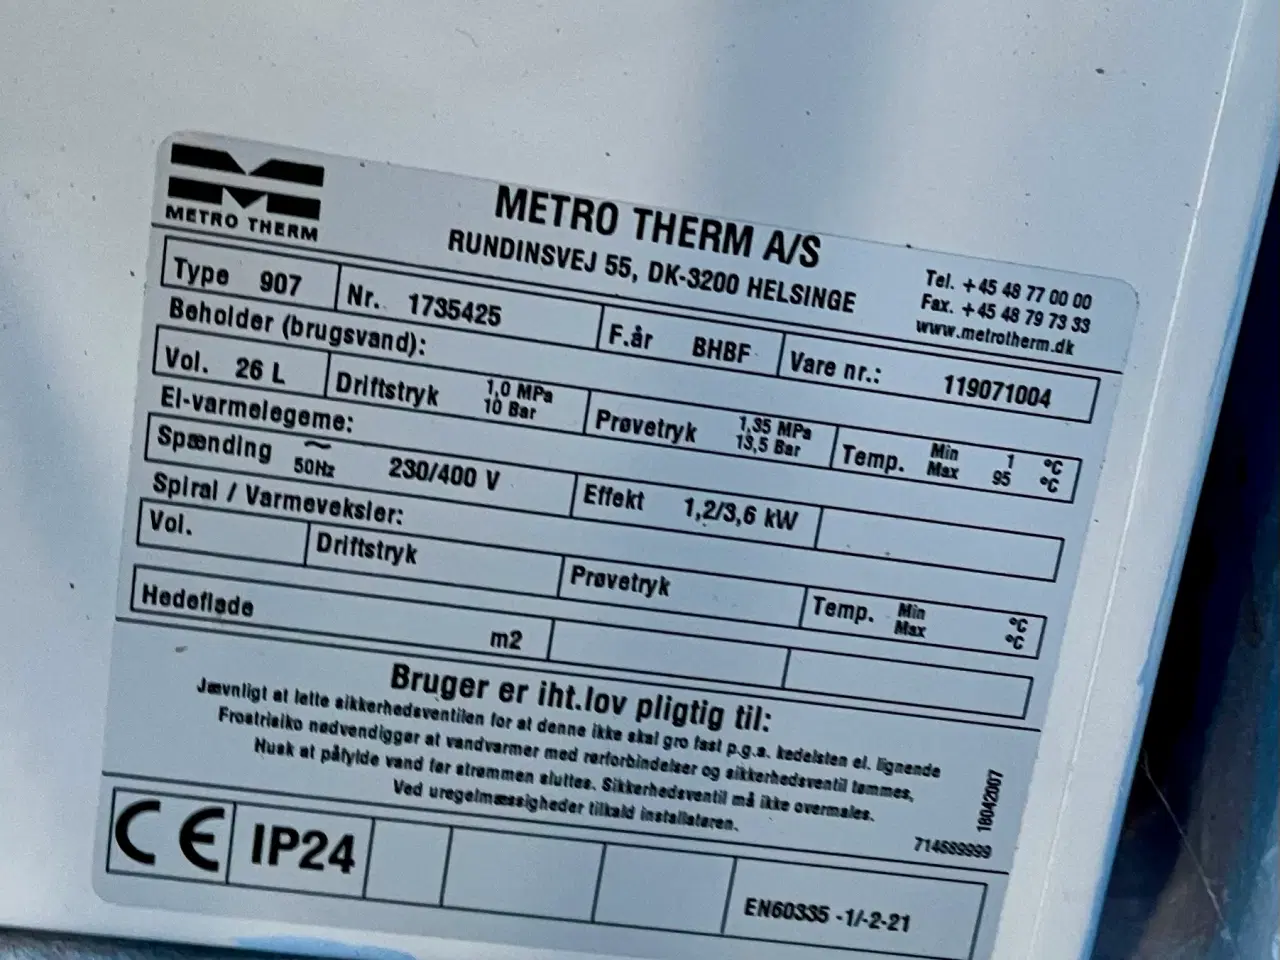 METRO THERM
METRO THERM A/S
RUNDINSVEJ 55, DK-3200 HELSINGE
Tel. +45 48 77 00 00
Fax. +45 48 79 73 33
www.metrotherm.dk
Type 907 Nr. 1735425 F.år BHBF Vare nr.: 119071004
Beholder (brugsvand):
Vol. 26 L Driftstryk 1,0 MPa 10 Bar Prøvetryk 1,35 MPa 13,5 Bar Temp. Min 1 °C Max 95 °C
El-varmelegeme:
Spænding ~ 50Hz 230/400 V Effekt 1,2/3,6 kW
Spiral / Varmeveksler:
Vol. Driftstryk Prøvetryk Temp. Min °C Max °C
Hedeflade m2
Bruger er iht.lov pligtig til:
Jævnligt at lette sikkerhedsventilen for at denne ikke skal gro fast p.g.a. kedelsten el. lignende
Frostrisiko nødvendigger at vandvarmer med rørforbindelser og sikkerhedsventil tømmes,
Husk at påfylde vand før strømmen sluttes. Sikkerhedsventil må ikke overmales.
Ved uregelmæssigheder tilkald installatøren.
18042007
714589999
CE IP24 EN60335 -1/-2-21